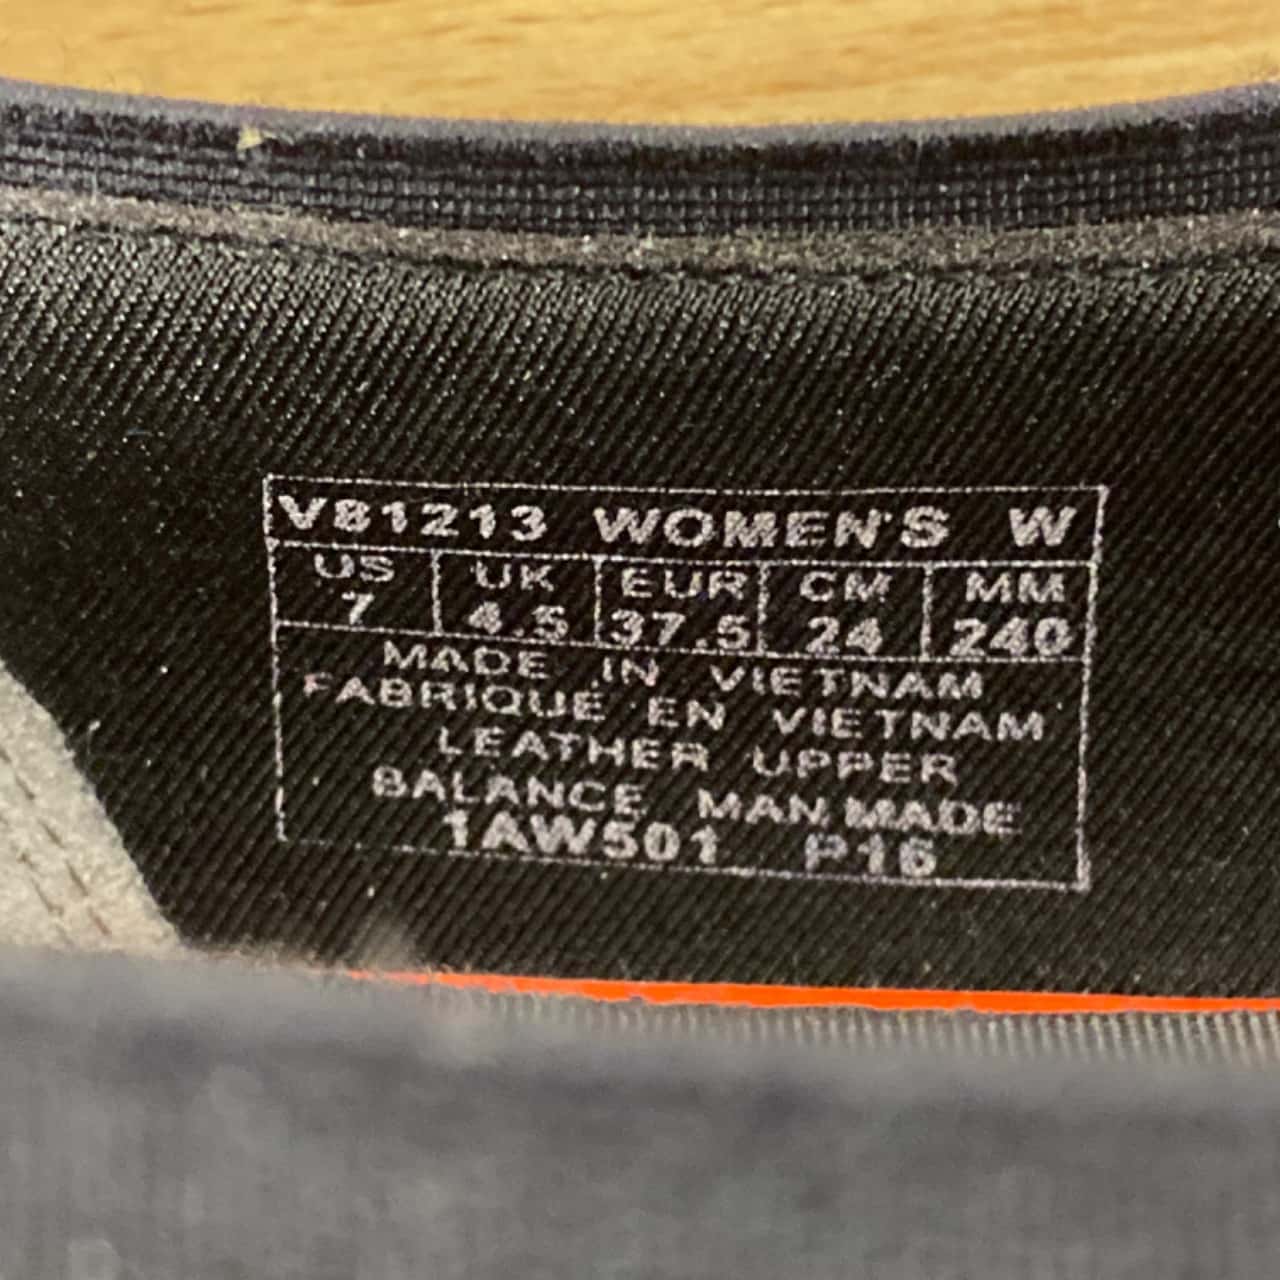 V81213 WOMEN'S W
US UK EUR CM MM
7 4.5 37.5 24 240
MADE IN VIETNAM
FABRIQUE EN VIETNAM
LEATHER UPPER
BALANCE MAN MADE
1AW501 P16